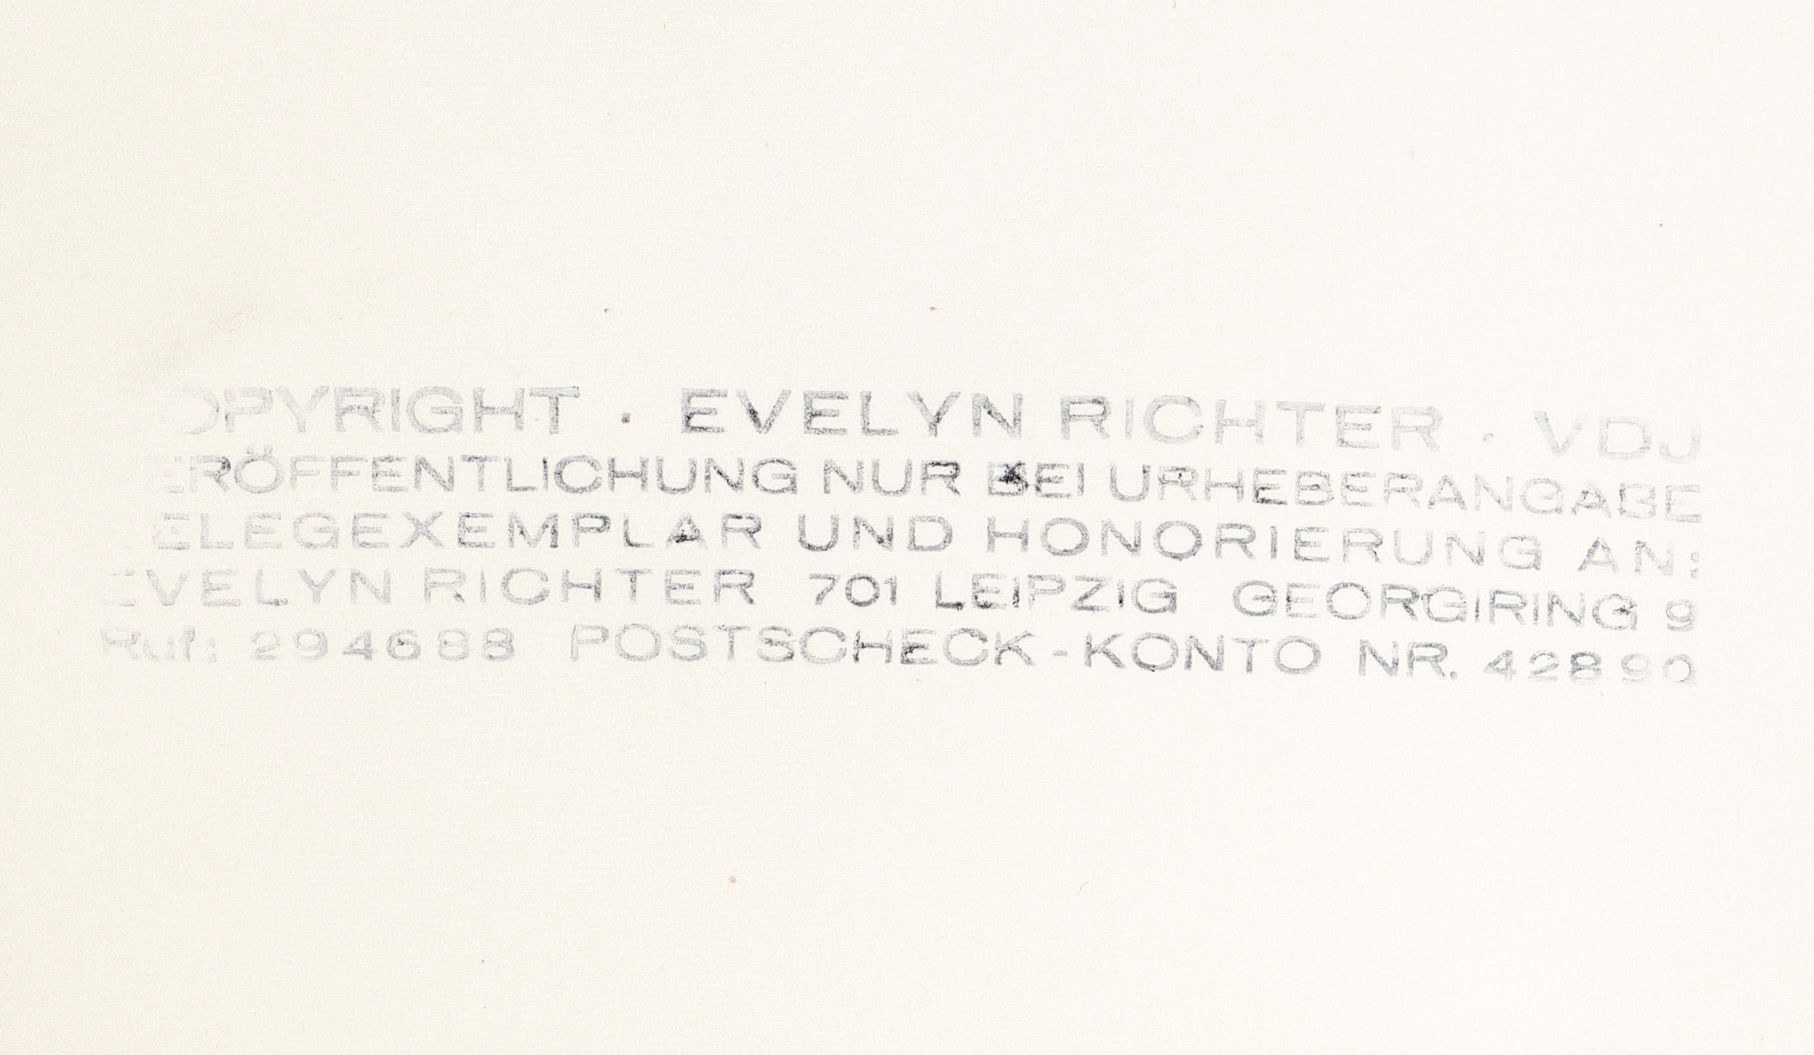 OPYRIGHT · EVELYN RICHTER · VDJ
ERÖFFENTLICHUNG NUR BEI URHEBERANGABE
ELEGEXEMPLAR UND HONORIERUNG AN:
EVELYN RICHTER 701 LEIPZIG GEORGIRING 9
Ruf: 294688 POSTSCHECK-KONTO NR. 42890